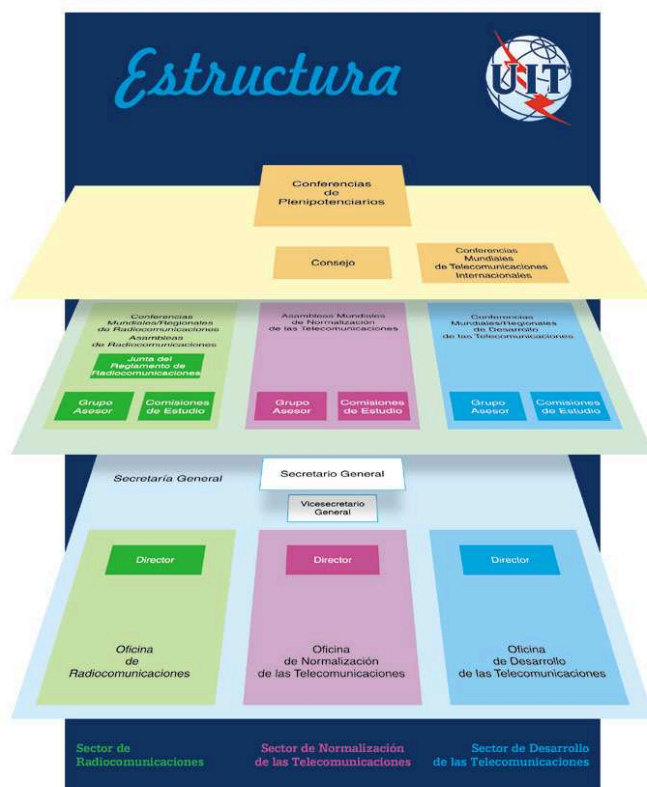 Estructura
UIT
Conferencias
de
Plenipotenciarios
Consejo
Conferencias
Mundiales
de Telecomunicaciones
Internacionales
Conferencias
Mundiales/Regionales
de Radiocomunicaciones
Asambleas
de Radiocomunicaciones
Junta del
Reglamento de
Radiocomunicaciones
Grupo
Asesor
Comisiones
de Estudio
Asambleas Mundiales
de Normalización
de las Telecomunicaciones
Grupo
Asesor
Comisiones
de Estudio
Conferencias
Mundiales/Regionales
de Desarrollo
de las Telecomunicaciones
Grupo
Asesor
Comisiones
de Estudio
Secretaría General
Secretario General
Vicesecretario
General
Director
Oficina
de
Radiocomunicaciones
Director
Oficina
de Normalización
de las Telecomunicaciones
Director
Oficina
de Desarrollo
de las Telecomunicaciones
Sector de
Radiocomunicaciones
Sector de Normalización
de las Telecomunicaciones
Sector de Desarrollo
de las Telecomunicaciones